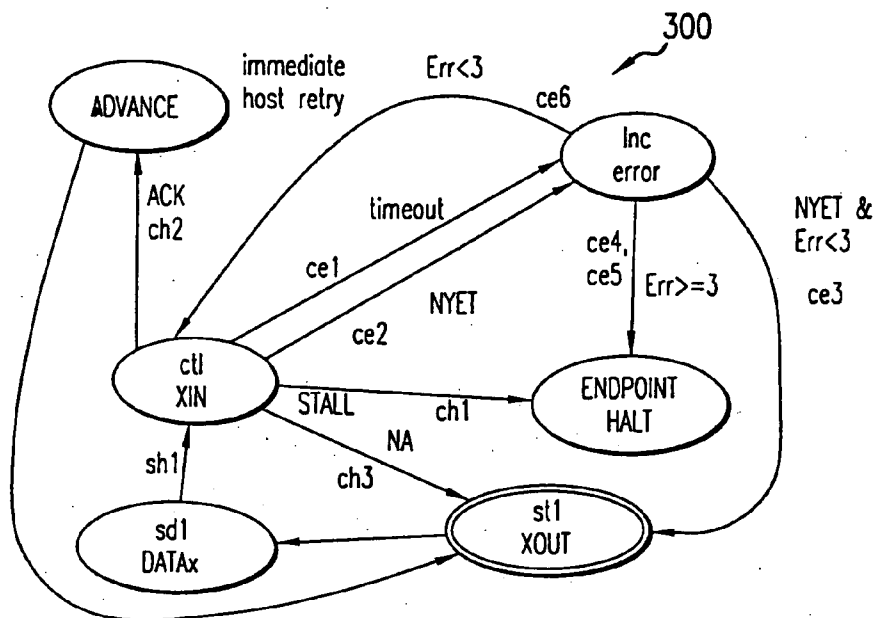 300
immediate
host retry
Err<3
ce6
ADVANCE
Inc
error
ACK
ch2
timeout
NYET &
Err<3
ce3
ce4,
ce5
Err>=3
ce1
NYET
ce2
ctl
XIN
ENDPOINT
HALT
STALL
ch1
NA
ch3
sh1
st1
XOUT
sd1
DATAx